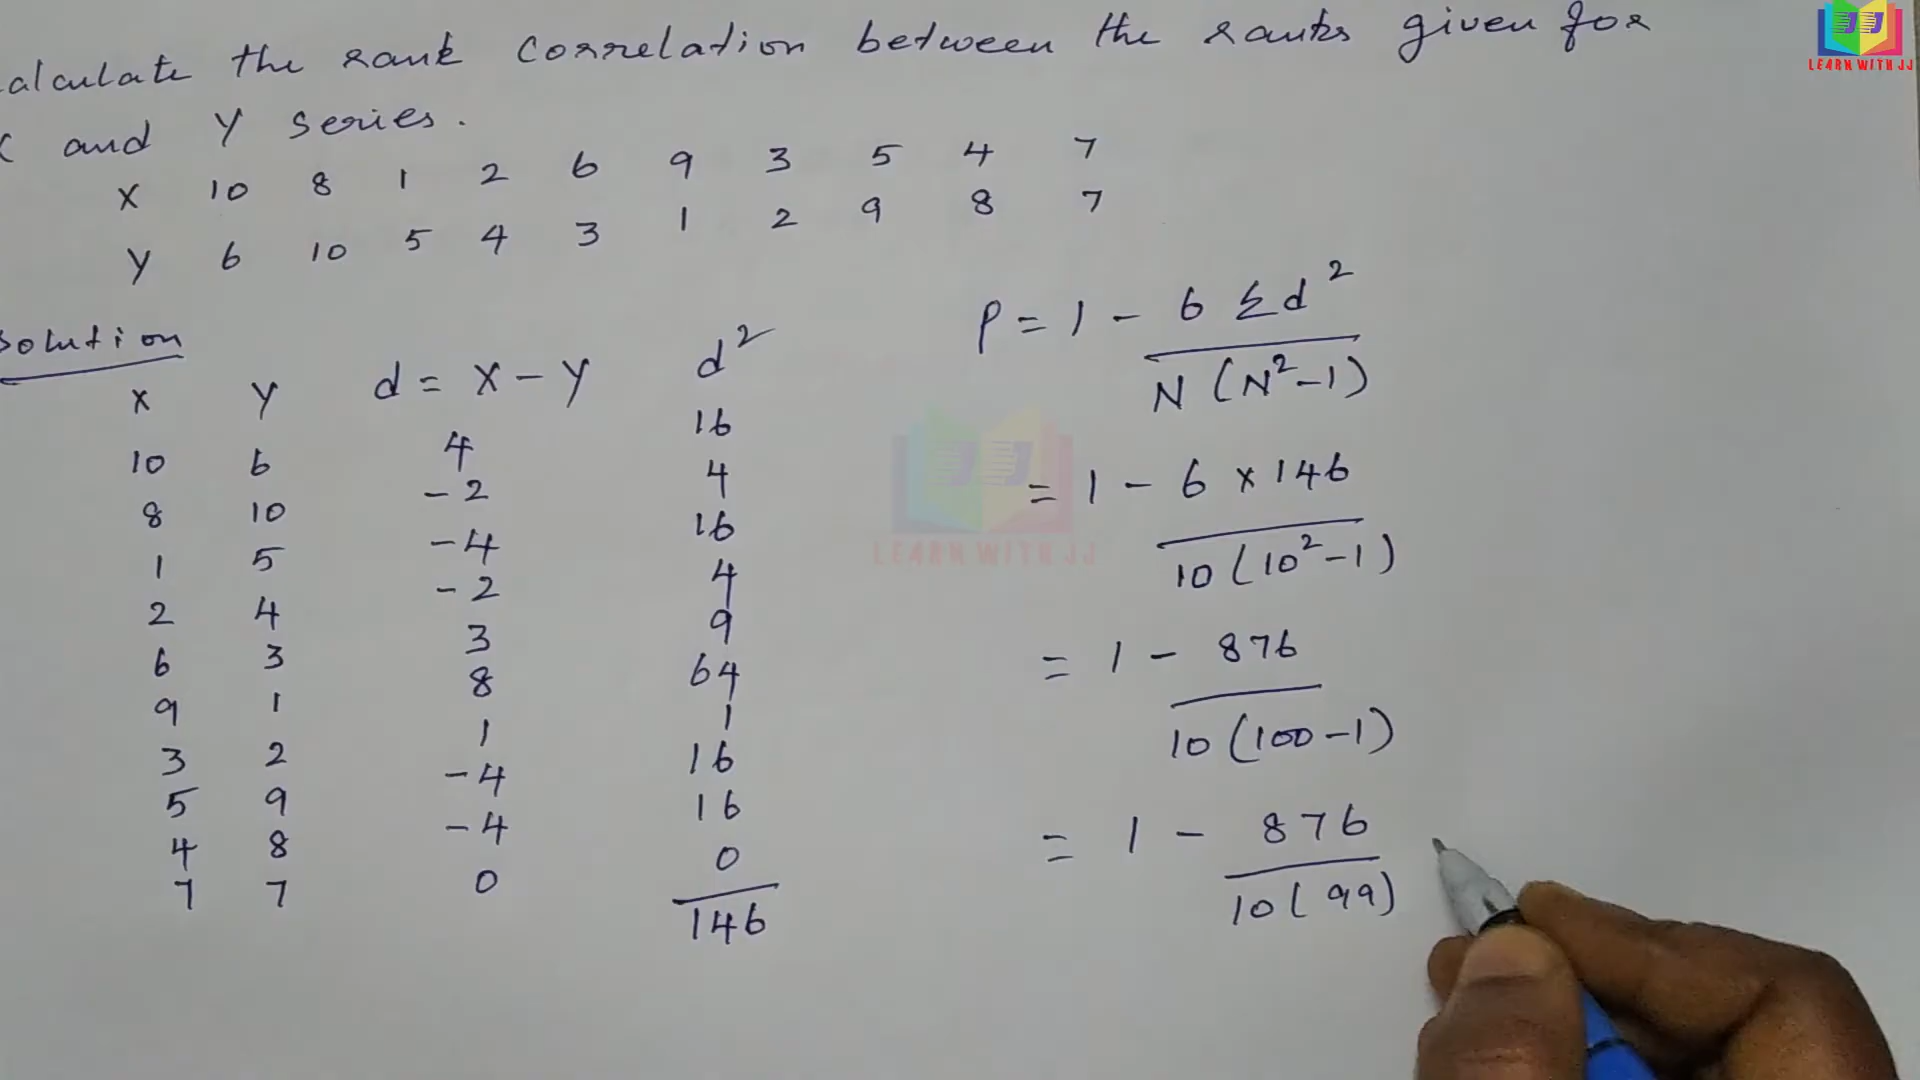 calculate the rank correlation between the ranks given for
X and Y series.
X 10 8 1 2 6 9 3 5 4 7
Y 6 10 5 4 3 1 2 9 8 7
Solution
X Y d = X - Y d²
10 6 4 16
8 10 -2 4
1 5 -4 16
2 4 -2 4
6 3 3 9
9 1 8 64
3 2 1 1
5 9 -4 16
4 8 -4 16
7 7 0 0
146
P = 1 - 6 Σd²
N (N²-1)
= 1 - 6 x 146
10 (10²-1)
= 1 - 876
10 (100-1)
= 1 - 876
10 (99)
LEARN WITH JJ
LEARN WITH JJ